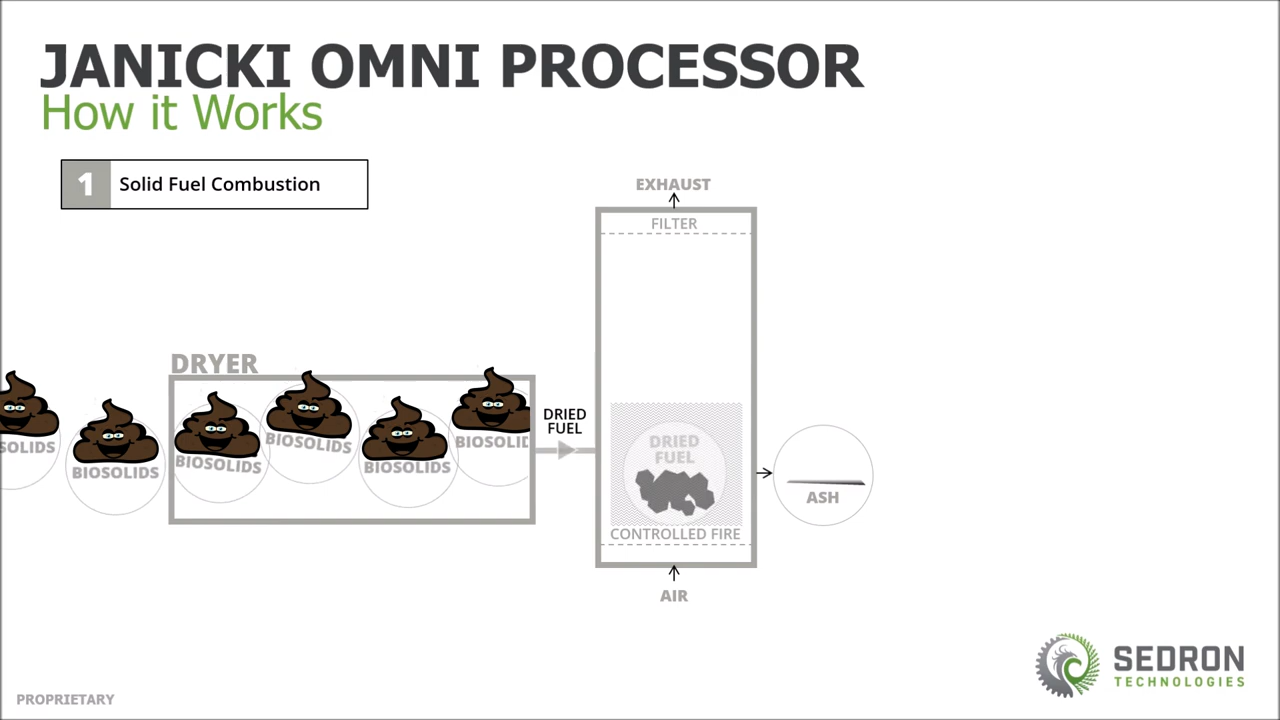 JANICKI OMNI PROCESSOR
How it Works
1 Solid Fuel Combustion
EXHAUST
FILTER
DRYER
DRIED
FUEL
SOLIDS
BIOSOLIDS
BIOSOLIDS
BIOSOLIDS
BIOSOLIDS
BIOSOLID
DRIED
FUEL
ASH
CONTROLLED FIRE
AIR
SEDRON
TECHNOLOGIES
PROPRIETARY